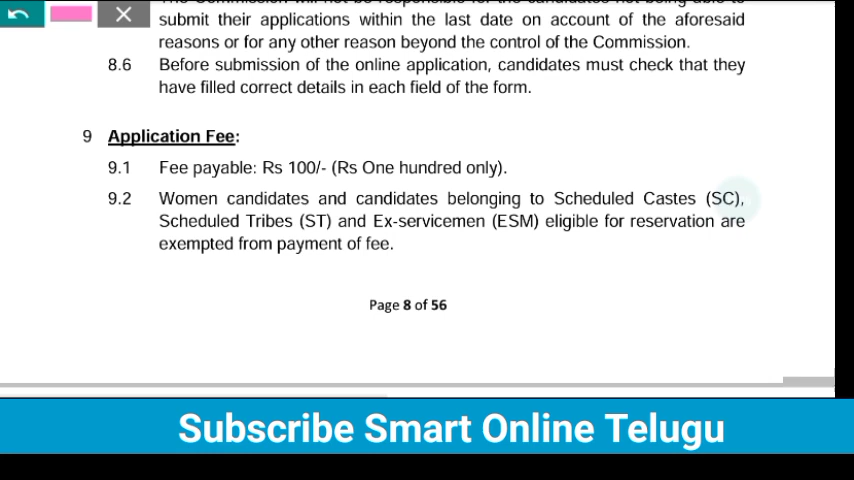 submit their applications within the last date on account of the aforesaid
reasons or for any other reason beyond the control of the Commission.
8.6 Before submission of the online application, candidates must check that they
have filled correct details in each field of the form.
9 Application Fee:
9.1 Fee payable: Rs 100/- (Rs One hundred only).
9.2 Women candidates and candidates belonging to Scheduled Castes (SC),
Scheduled Tribes (ST) and Ex-servicemen (ESM) eligible for reservation are
exempted from payment of fee.
Page 8 of 56
Subscribe Smart Online Telugu